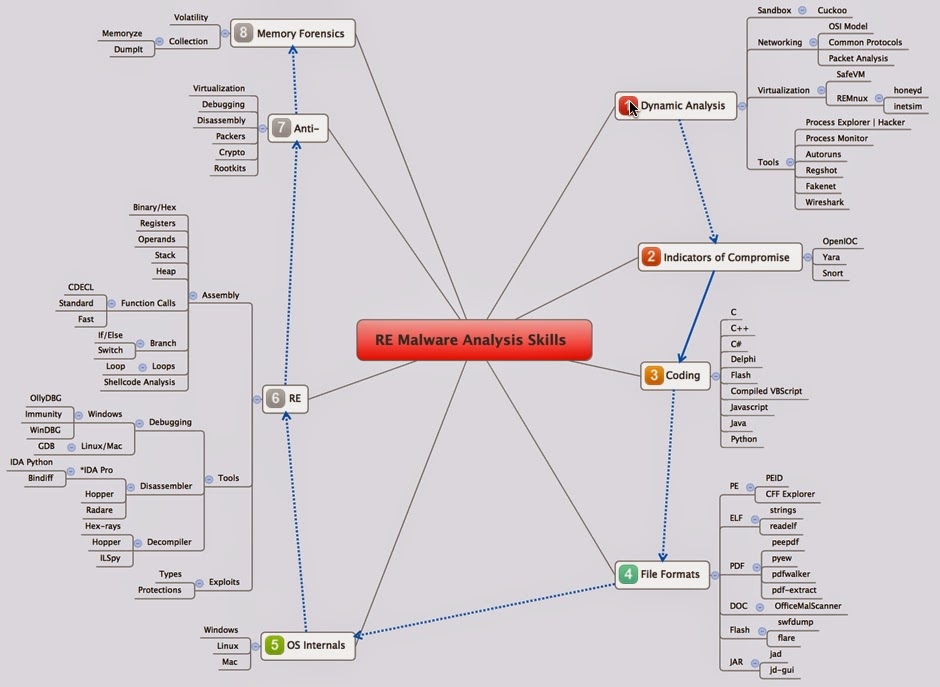 RE Malware Analysis Skills
1 Dynamic Analysis
Sandbox
Cuckoo
Networking
OSI Model
Common Protocols
Packet Analysis
Virtualization
SafeVM
REMnux
honeyd
inetsim
Tools
Process Explorer | Hacker
Process Monitor
Autoruns
Regshot
Fakenet
Wireshark
2 Indicators of Compromise
OpenIOC
Yara
Snort
3 Coding
C
C++
C#
Delphi
Flash
Compiled VBScript
Javascript
Java
Python
4 File Formats
PE
PEID
CFF Explorer
ELF
strings
readelf
PDF
peepdf
pyew
pdfwalker
pdf-extract
DOC
OfficeMalScanner
Flash
swfdump
flare
JAR
jad
jd-gui
5 OS Internals
Windows
Linux
Mac
6 RE
Assembly
Binary/Hex
Registers
Operands
Stack
Heap
Function Calls
CDECL
Standard
Fast
Branch
If/Else
Switch
Loops
Loop
Shellcode Analysis
Tools
Debugging
Windows
OllyDBG
Immunity
WinDBG
Linux/Mac
GDB
Disassembler
*IDA Pro
IDA Python
Bindiff
Hopper
Radare
Decompiler
Hex-rays
Hopper
ILSpy
Exploits
Types
Protections
7 Anti-
Virtualization
Debugging
Disassembly
Packers
Crypto
Rootkits
8 Memory Forensics
Volatility
Collection
Memoryze
DumpIt